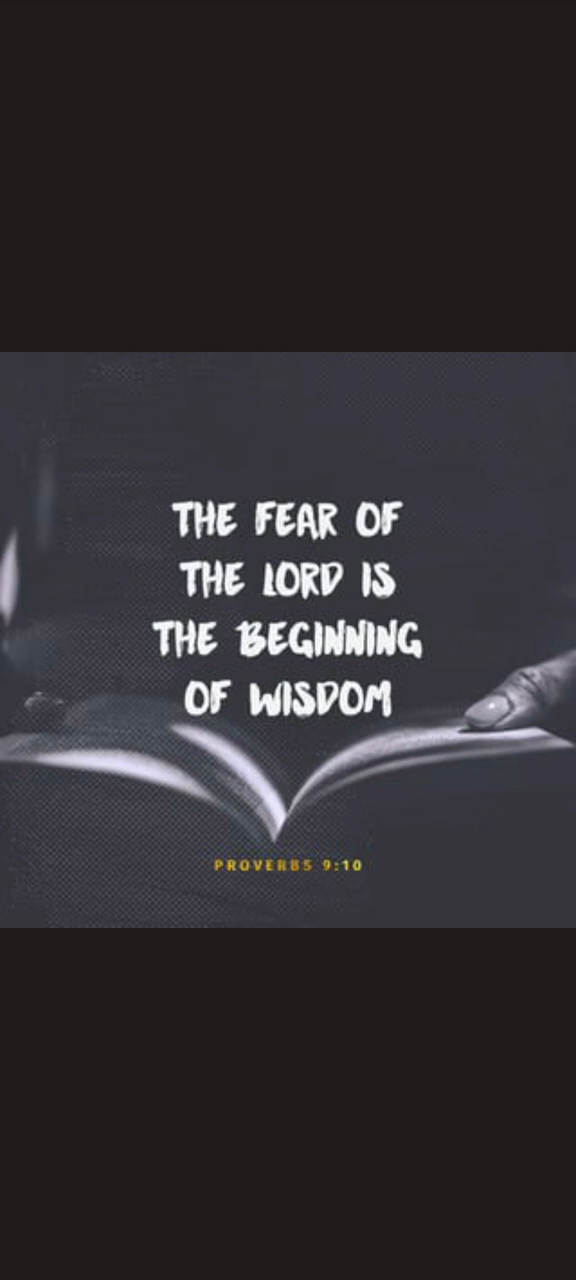 THE FEAR OF
THE LORD IS
THE BEGINNING
OF WISDOM
PROVERBS 9:10